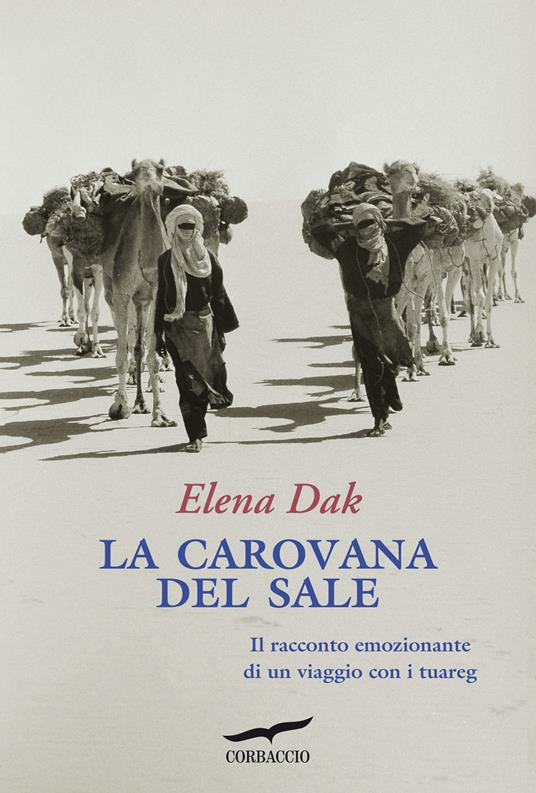 Elena Dak
LA CAROVANA
DEL SALE
Il racconto emozionante
di un viaggio con i tuareg
CORBACCIO